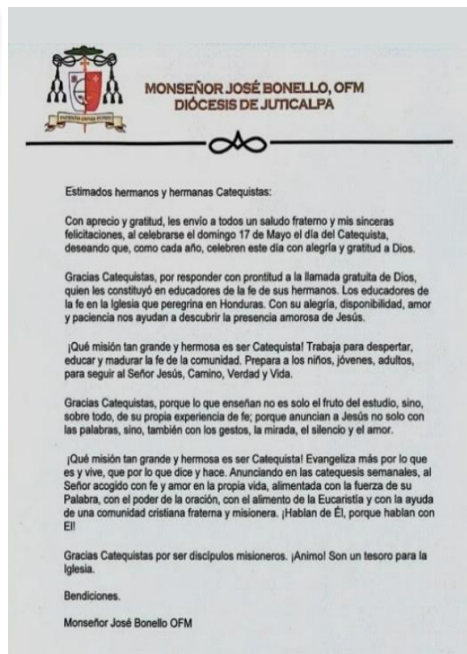 MONSEÑOR JOSÉ BONELLO, OFM
DIÓCESIS DE JUTICALPA
Estimados hermanos y hermanas Catequistas:
Con aprecio y gratitud, les envío a todos un saludo fraterno y mis sinceras
felicitaciones, al celebrarse el domingo 17 de Mayo el día del Catequista,
deseando que, como cada año, celebren este día con alegría y gratitud a Dios.
Gracias Catequistas, por responder con prontitud a la llamada gratuita de Dios,
quien les constituyó en educadores de la fe de sus hermanos. Los educadores de
la fe en la Iglesia que peregrina en Honduras. Con su alegría, disponibilidad, amor
y paciencia nos ayudan a descubrir la presencia amorosa de Jesús.
¡Qué misión tan grande y hermosa es ser Catequista! Trabaja para despertar,
educar y madurar la fe de la comunidad. Prepara a los niños, jóvenes, adultos,
para seguir al Señor Jesús, Camino, Verdad y Vida.
Gracias Catequistas, porque lo que enseñan no es solo el fruto del estudio, sino,
sobre todo, de su propia experiencia de fe; porque anuncian a Jesús no solo con
las palabras, sino, también con los gestos, la mirada, el silencio y el amor.
¡Qué misión tan grande y hermosa es ser Catequista! Evangeliza más por lo que
es y vive, que por lo que dice y hace. Anunciando en las catequesis semanales, al
Señor acogido con fe y amor en la propia vida, alimentada con la fuerza de su
Palabra, con el poder de la oración, con el alimento de la Eucaristía y con la ayuda
de una comunidad cristiana fraterna y misionera. ¡Hablan de Él, porque hablan con
El!
Gracias Catequistas por ser discípulos misioneros. ¡Animo! Son un tesoro para la
Iglesia.
Bendiciones.
Monseñor José Bonello OFM